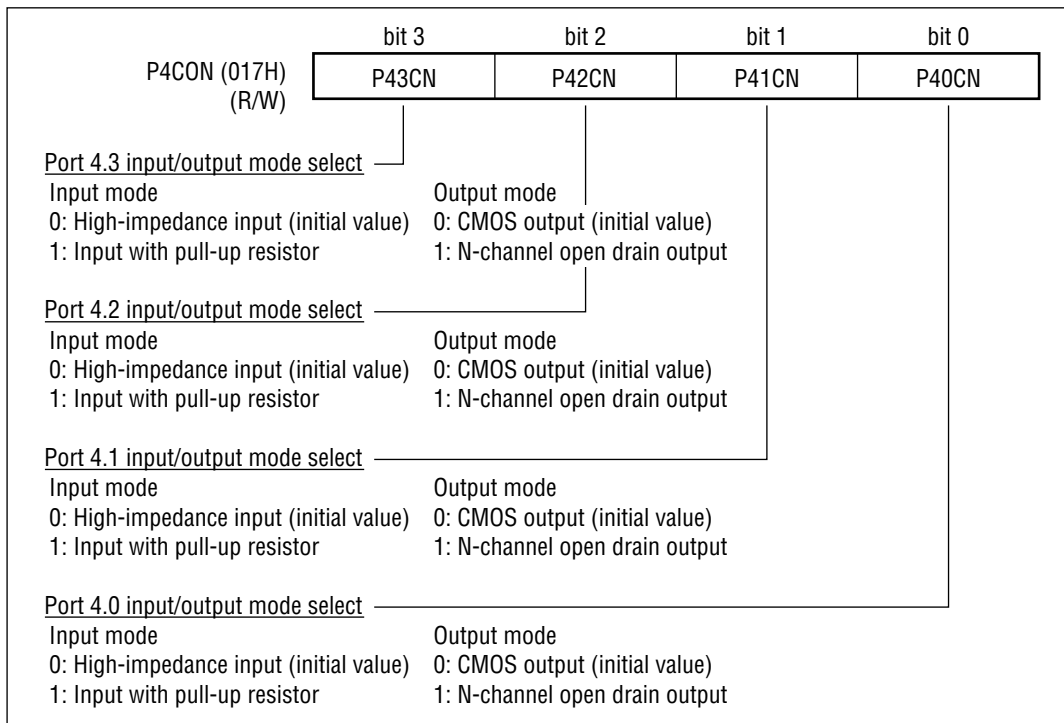 bit 3 bit 2 bit 1 bit 0
P4CON (017H) P43CN P42CN P41CN P40CN
(R/W)
Port 4.3 input/output mode select
Input mode Output mode
0: High-impedance input (initial value) 0: CMOS output (initial value)
1: Input with pull-up resistor 1: N-channel open drain output
Port 4.2 input/output mode select
Input mode Output mode
0: High-impedance input (initial value) 0: CMOS output (initial value)
1: Input with pull-up resistor 1: N-channel open drain output
Port 4.1 input/output mode select
Input mode Output mode
0: High-impedance input (initial value) 0: CMOS output (initial value)
1: Input with pull-up resistor 1: N-channel open drain output
Port 4.0 input/output mode select
Input mode Output mode
0: High-impedance input (initial value) 0: CMOS output (initial value)
1: Input with pull-up resistor 1: N-channel open drain output